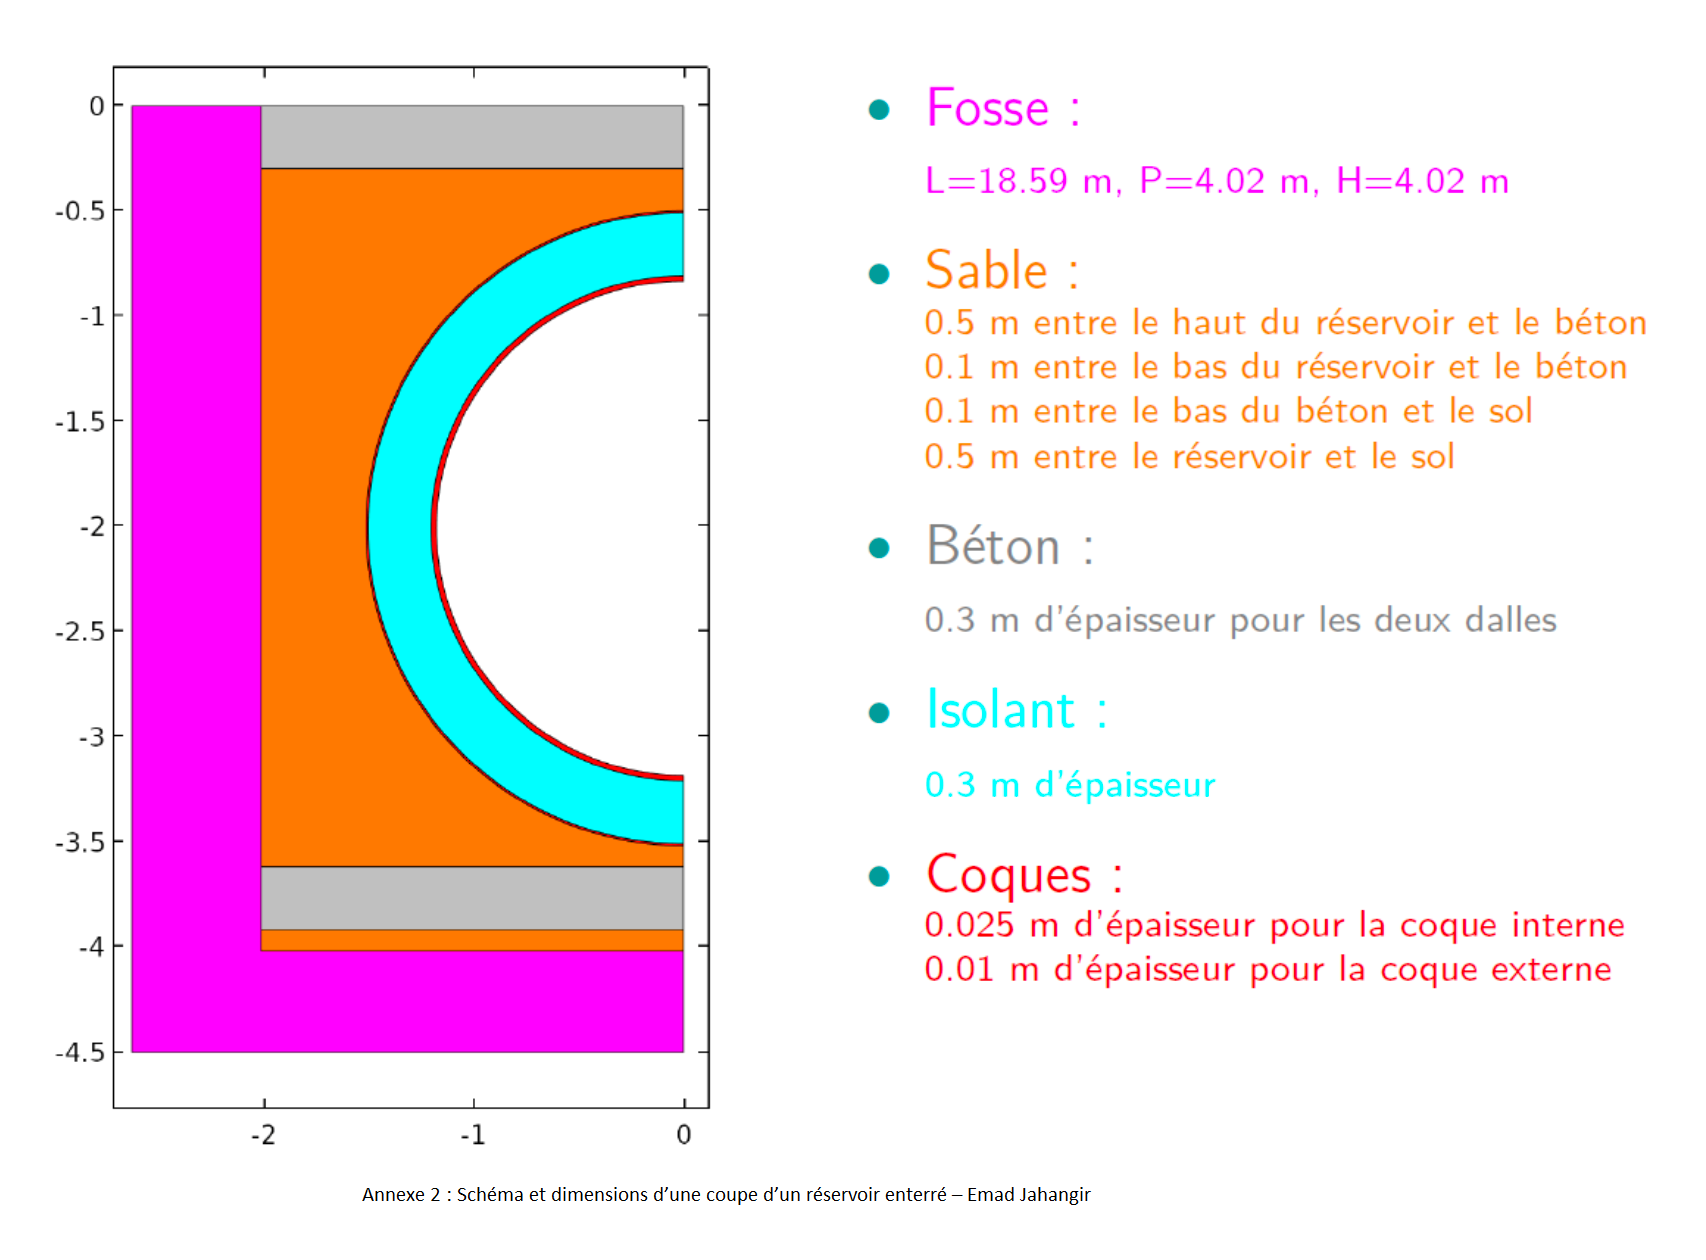 0
-0.5
-1
-1.5
-2
-2.5
-3
-3.5
-4
-4.5
-2
-1
0
• Fosse :
L=18.59 m, P=4.02 m, H=4.02 m
• Sable :
0.5 m entre le haut du réservoir et le béton
0.1 m entre le bas du réservoir et le béton
0.1 m entre le bas du béton et le sol
0.5 m entre le réservoir et le sol
• Béton :
0.3 m d'épaisseur pour les deux dalles
• Isolant :
0.3 m d'épaisseur
• Coques :
0.025 m d'épaisseur pour la coque interne
0.01 m d'épaisseur pour la coque externe
Annexe 2 : Schéma et dimensions d’une coupe d’un réservoir enterré – Emad Jahangir